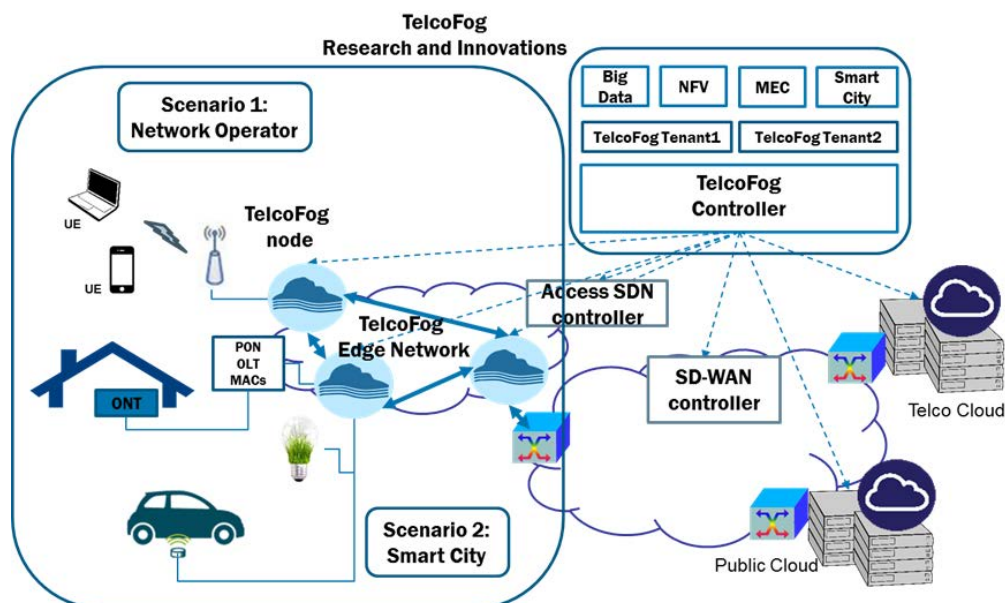 TelcoFog
Research and Innovations
Scenario 1:
Network Operator
Big
Data
NFV
MEC
Smart
City
TelcoFog Tenant1
TelcoFog Tenant2
TelcoFog
Controller
UE
UE
TelcoFog
node
Access SDN
controller
TelcoFog
Edge Network
PON
OLT
MACs
ONT
SD-WAN
controller
Telco Cloud
Scenario 2:
Smart City
Public Cloud